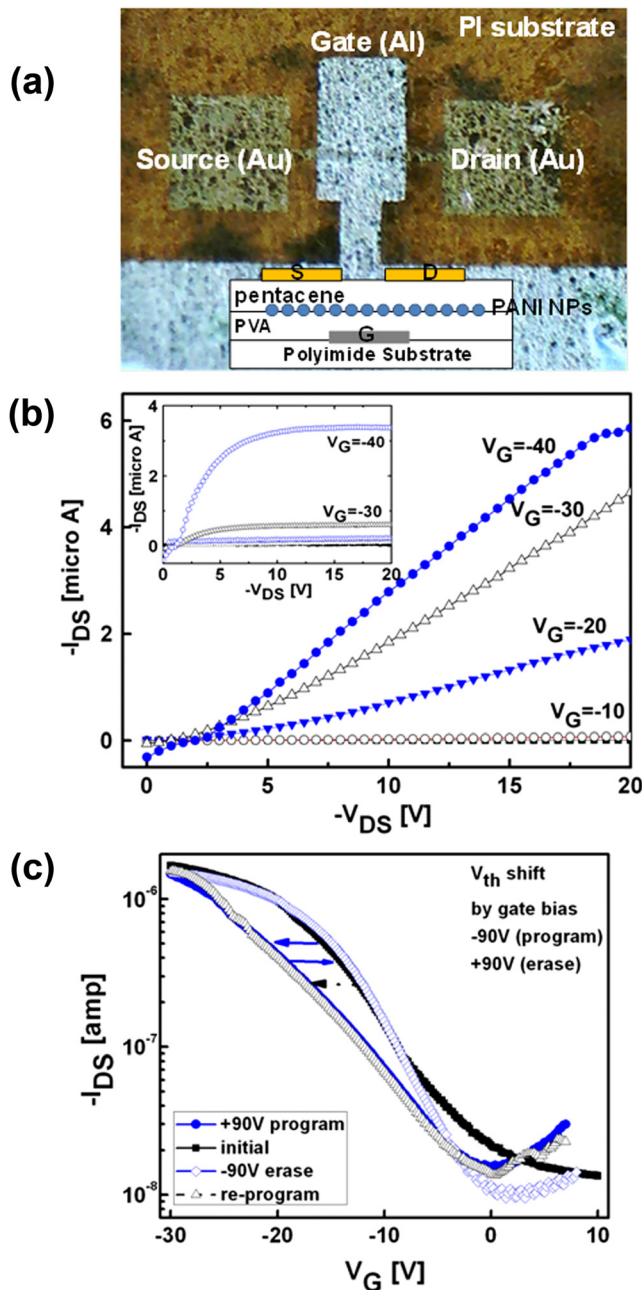 (a)
Gate (Al)
PI substrate
Source (Au)
Drain (Au)
S
D
pentacene
PANI NPs
PVA
G
Polyimide Substrate
(b)
-I_DS [micro A]
6
4
2
0
0
5
10
15
20
-V_DS [V]
V_G=-40
V_G=-30
V_G=-20
V_G=-10
-I_DS [micro A]
4
2
0
0
5
10
15
20
-V_DS [V]
V_G=-40
V_G=-30
(c)
-I_DS [amp]
10^-6
10^-7
10^-8
-30
-20
-10
0
10
V_G [V]
V_th shift
by gate bias
-90V (program)
+90V (erase)
+90V program
initial
-90V erase
re-program